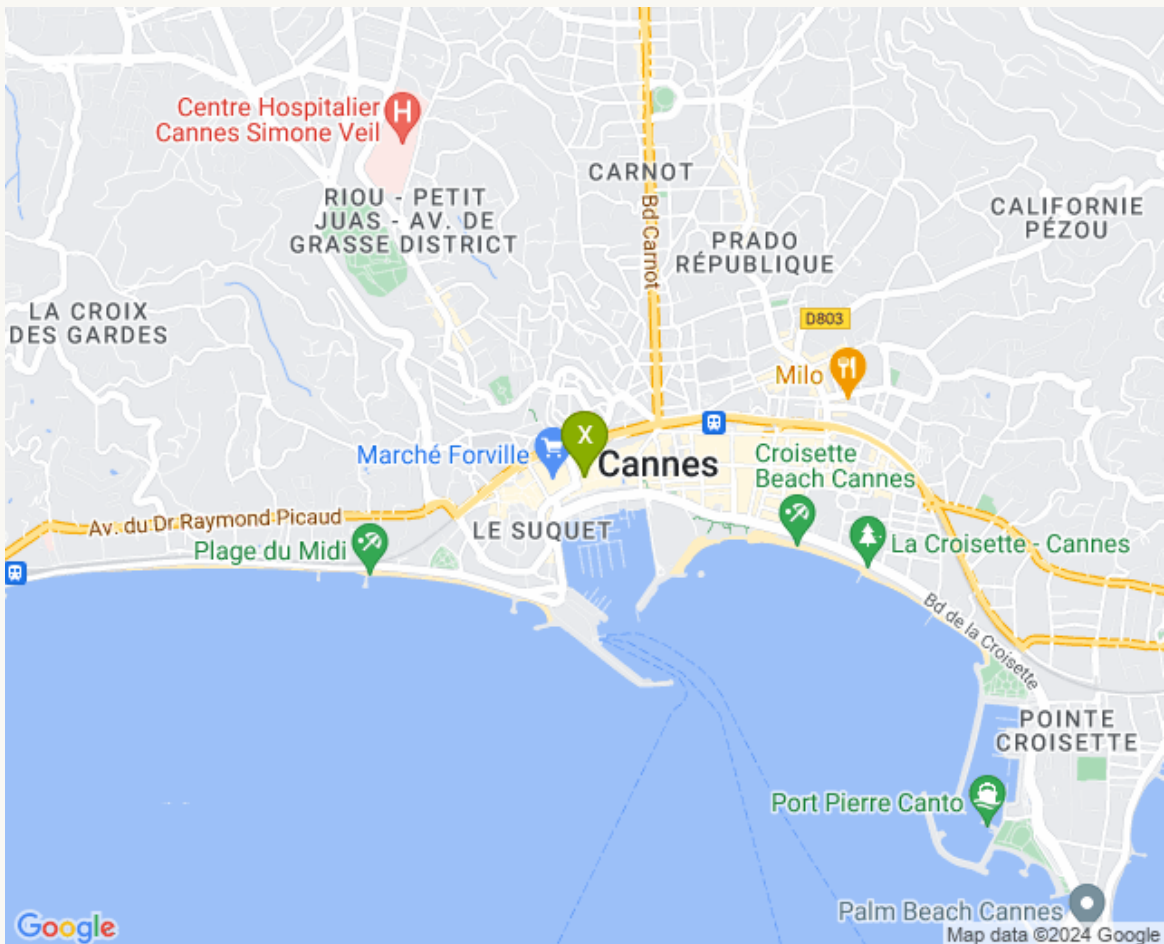 Centre Hospitalier
Cannes Simone Veil
H
CARNOT
RIOU - PETIT
JUAS - AV. DE
GRASSE DISTRICT
Bd Carnot
CALIFORNIE
PÉZOU
PRADO
RÉPUBLIQUE
LA CROIX
DES GARDES
D803
Milo
X
Marché Forville
Cannes
Croisette
Beach Cannes
Av. du Dr Raymond Picaud
LE SUQUET
Plage du Midi
La Croisette - Cannes
Bd de la Croisette
POINTE
CROISETTE
Port Pierre Canto
Palm Beach Cannes
Google
Map data ©2024 Google